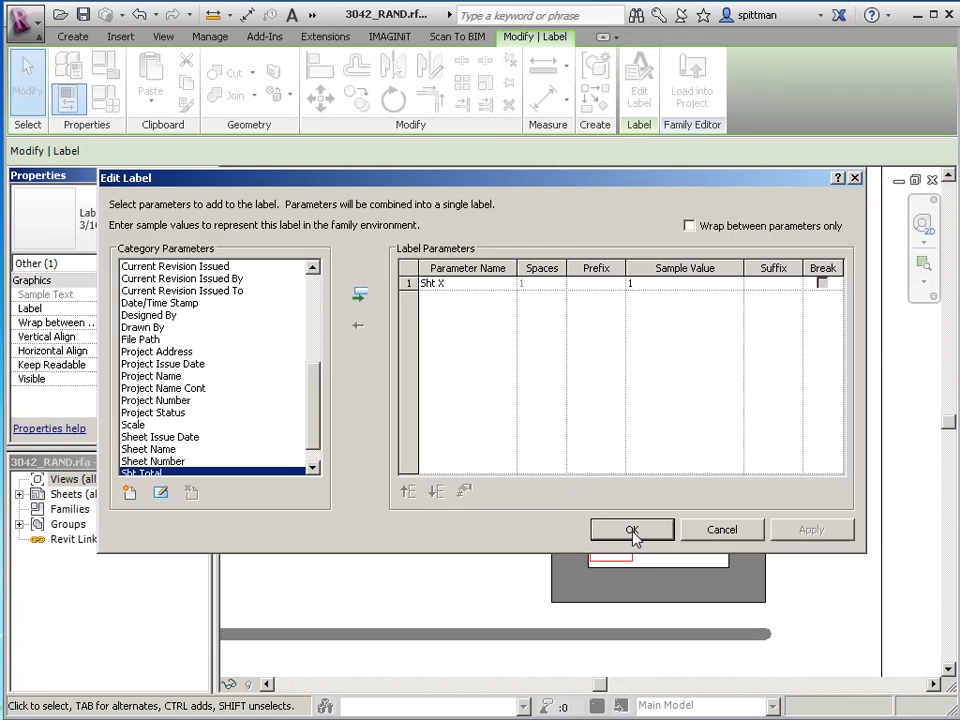 3042_RAND.rf...
Type a keyword or phrase
spittman
Create
Insert
View
Manage
Add-Ins
Extensions
IMAGINiT
Scan To BIM
Modify | Label
Modify
Paste
Cut
Join
Edit
Label
Load into
Project
Select
Properties
Clipboard
Geometry
Modify
Measure
Create
Label
Family Editor
Modify | Label
Properties
Lab
3/16
Other (1)
Graphics
Sample Text
Label
Wrap between ...
Vertical Align
Horizontal Align
Keep Readable
Visible
Properties help
3042_RAND.rfa -
Views (all
Sheets (a
Families
Groups
Revit Link
Edit Label
Select parameters to add to the label. Parameters will be combined into a single label.
Enter sample values to represent this label in the family environment.
Wrap between parameters only
Category Parameters
Current Revision Issued
Current Revision Issued By
Current Revision Issued To
Date/Time Stamp
Designed By
Drawn By
File Path
Project Address
Project Issue Date
Project Name
Project Name Cont
Project Number
Project Status
Scale
Sheet Issue Date
Sheet Name
Sheet Number
Sht Total
Label Parameters
Parameter Name Spaces Prefix Sample Value Suffix Break
1 Sht X 1 1
OK
Cancel
Apply
2D
Click to select, TAB for alternates, CTRL adds, SHIFT unselects.
:0
Main Model